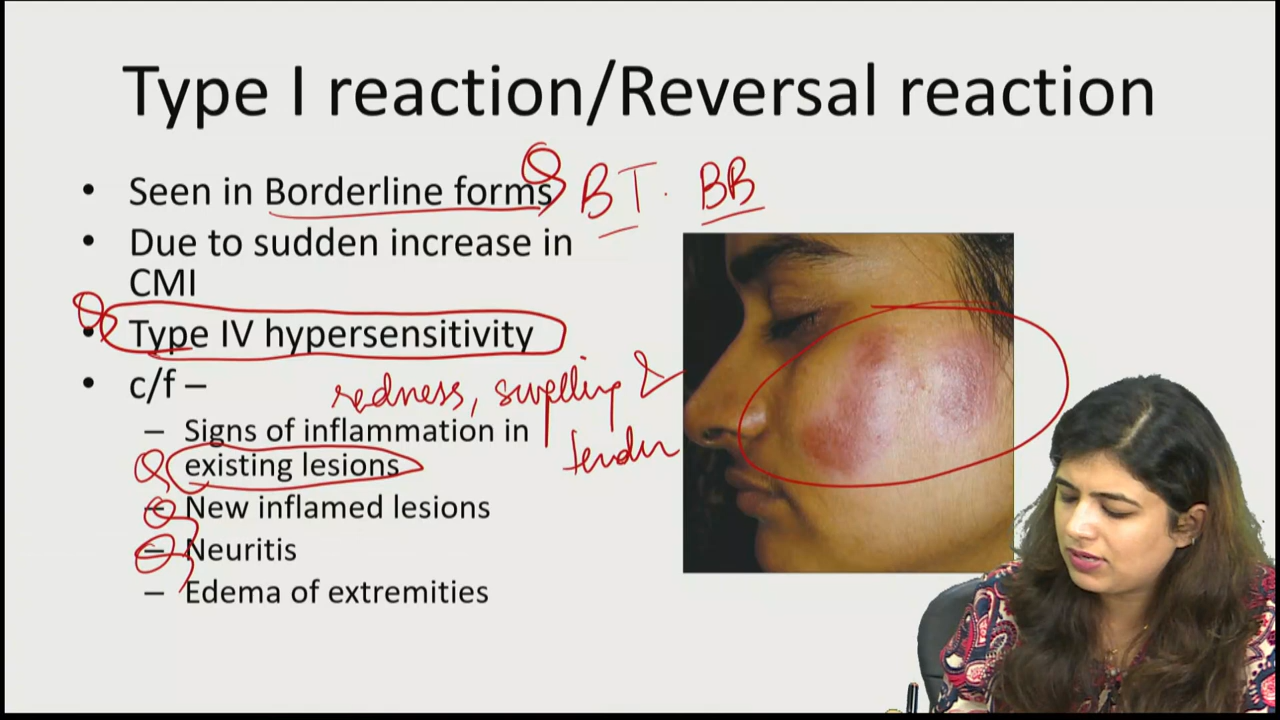 Type I reaction/Reversal reaction
• Seen in Borderline forms BT. BB
• Due to sudden increase in
CMI
• Type IV hypersensitivity
• c/f –
redness, swelling &
tender
– Signs of inflammation in
existing lesions
– New inflamed lesions
– Neuritis
– Edema of extremities